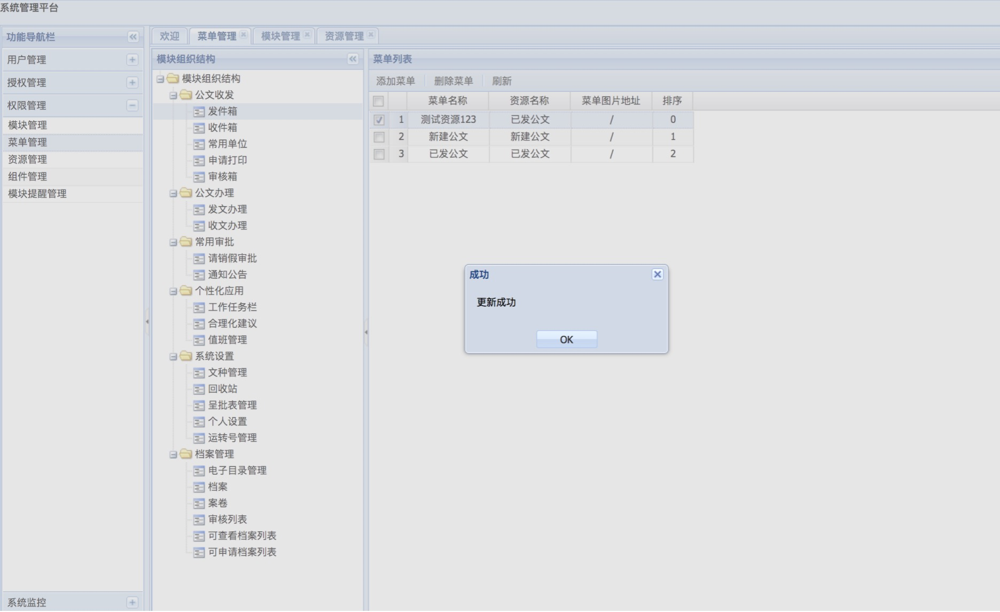 系统管理平台
功能导航栏
用户管理
授权管理
权限管理
模块管理
菜单管理
资源管理
组件管理
模块提醒管理
系统监控
欢迎 菜单管理 模块管理 资源管理
模块组织结构
模块组织结构
公文收发
发件箱
收件箱
常用单位
申请打印
审核箱
公文办理
发文办理
收文办理
常用审批
请销假审批
通知公告
个性化应用
工作任务栏
合理化建议
值班管理
系统设置
文种管理
回收站
呈批表管理
个人设置
运转号管理
档案管理
电子目录管理
档案
案卷
审核列表
可查看档案列表
可申请档案列表
菜单列表
添加菜单 删除菜单 刷新
菜单名称 资源名称 菜单图片地址 排序
1 测试资源123 已发公文 / 0
2 新建公文 新建公文 / 1
3 已发公文 已发公文 / 2
成功
更新成功
OK